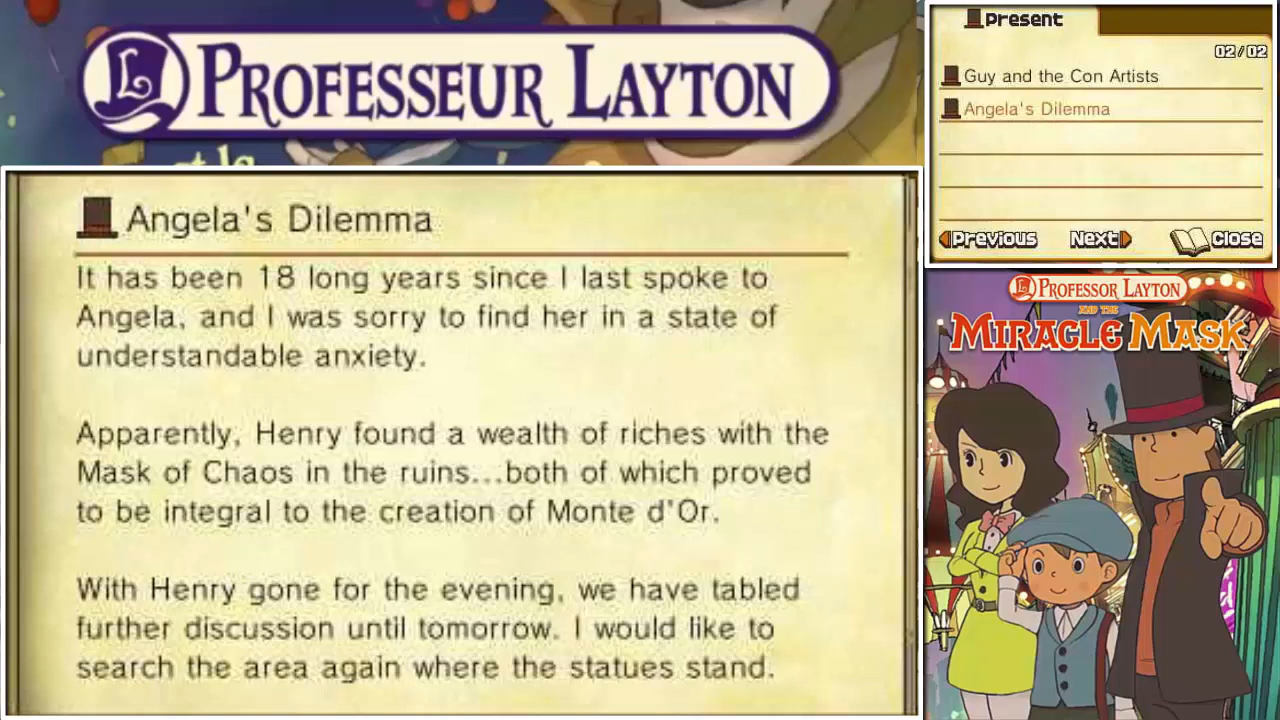 PROFESSEUR LAYTON
et le
Angela's Dilemma
It has been 18 long years since I last spoke to
Angela, and I was sorry to find her in a state of
understandable anxiety.
Apparently, Henry found a wealth of riches with the
Mask of Chaos in the ruins...both of which proved
to be integral to the creation of Monte d'Or.
With Henry gone for the evening, we have tabled
further discussion until tomorrow. I would like to
search the area again where the statues stand.
Present
02/02
Guy and the Con Artists
Angela's Dilemma
Previous Next Close
PROFESSOR LAYTON
AND THE
MIRACLE MASK